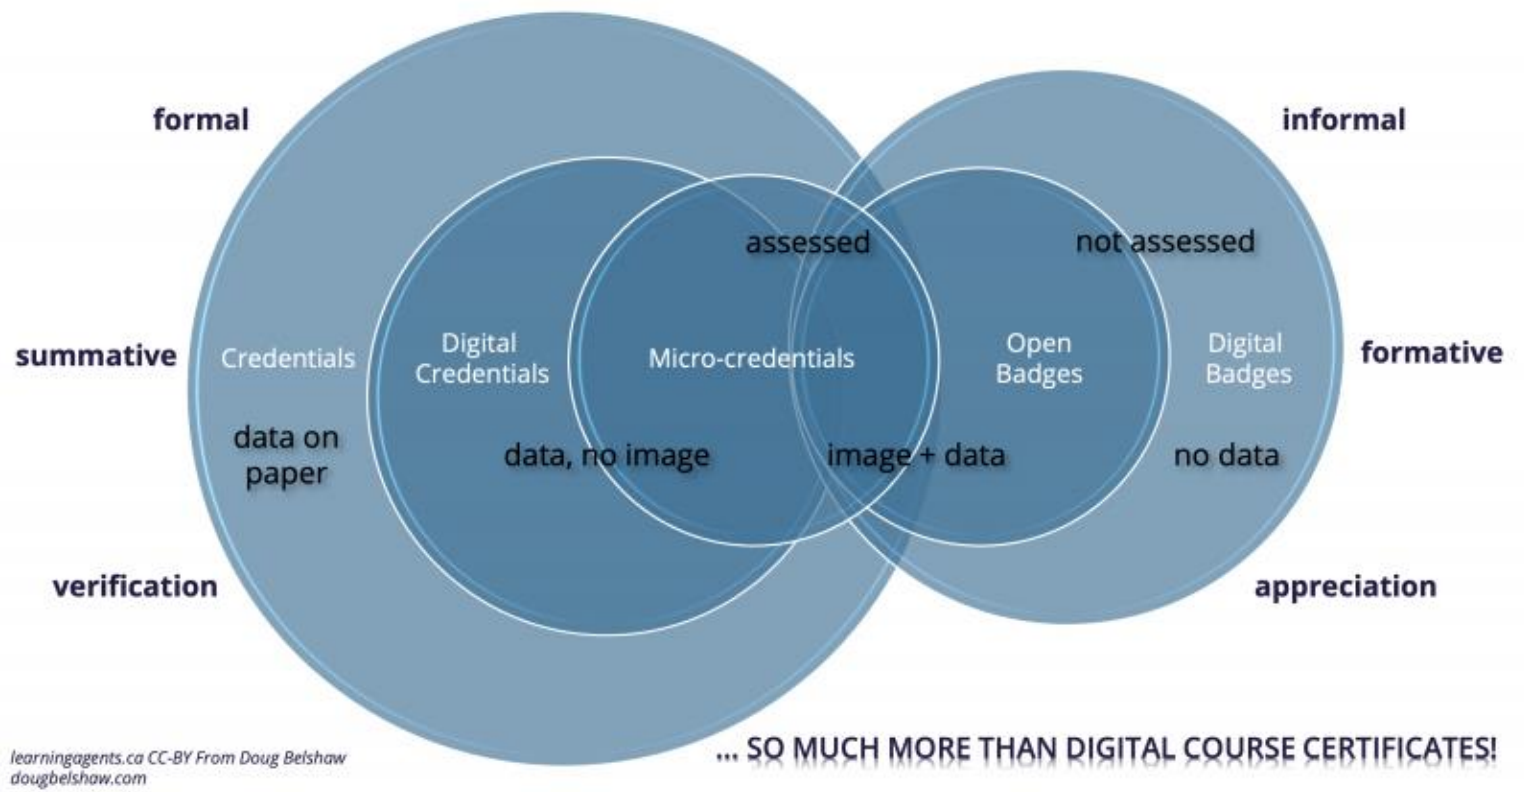 formal
informal
assessed
not assessed
summative
Credentials
Digital
Credentials
Micro-credentials
Open
Badges
Digital
Badges
formative
data on
paper
data, no image
image + data
no data
verification
appreciation
... SO MUCH MORE THAN DIGITAL COURSE CERTIFICATES!
learningagents.ca CC-BY From Doug Belshaw
dougbelshaw.com